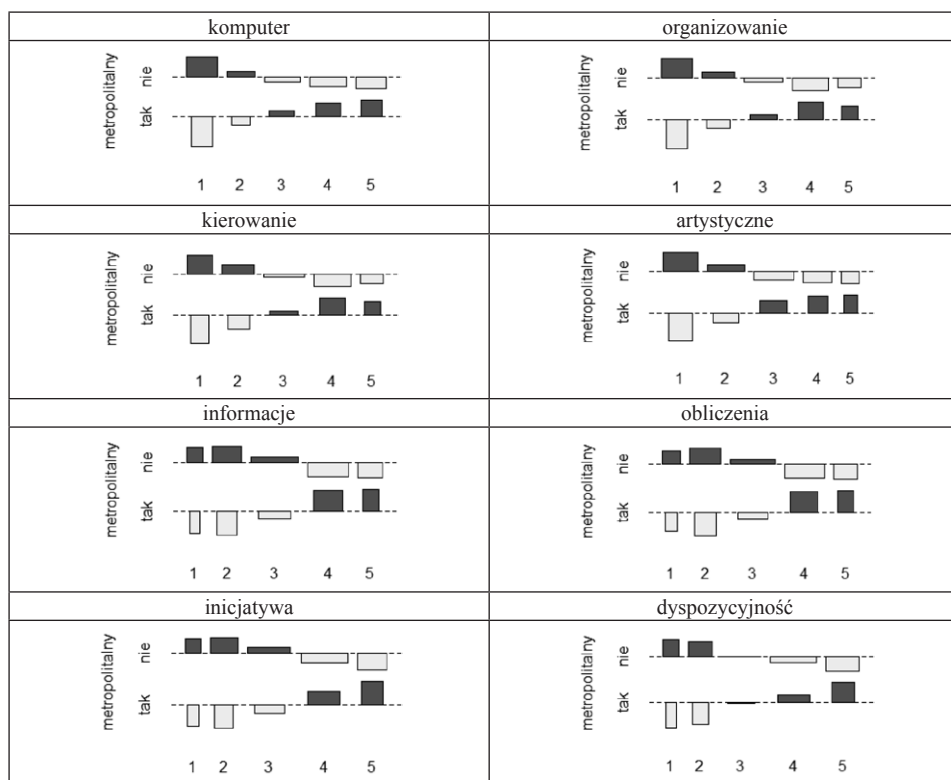 komputer
metropolitalny
nie
tak
1 2 3 4 5
organizowanie
metropolitalny
nie
tak
1 2 3 4 5
kierowanie
metropolitalny
nie
tak
1 2 3 4 5
artystyczne
metropolitalny
nie
tak
1 2 3 4 5
informacje
metropolitalny
nie
tak
1 2 3 4 5
obliczenia
metropolitalny
nie
tak
1 2 3 4 5
inicjatywa
metropolitalny
nie
tak
1 2 3 4 5
dyspozycyjność
metropolitalny
nie
tak
1 2 3 4 5